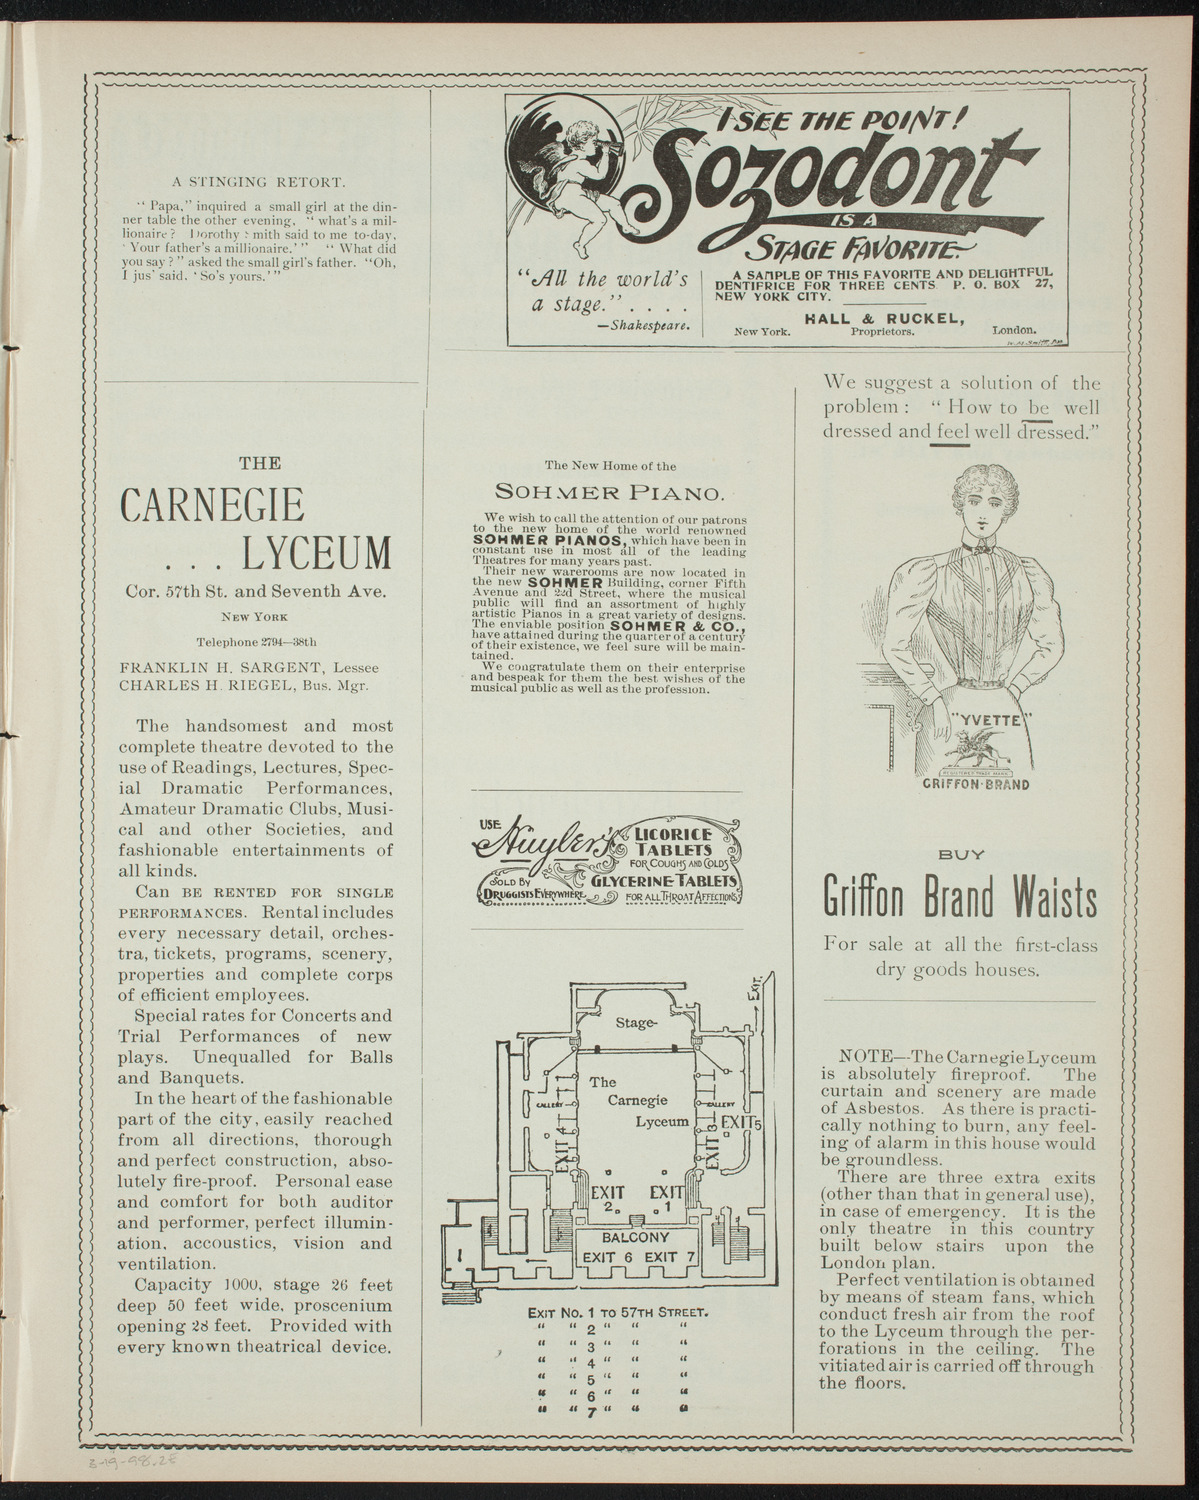 A STINGING RETORT.
“ Papa,” inquired a small girl at the din-
ner table the other evening, “ what's a mil-
lionaire ? Dorothy Smith said to me to-day,
‘ Your father's a millionaire.’ ” “ What did
you say ? ” asked the small girl's father. “Oh,
I jus' said, ‘ So's yours.’ ”
I SEE THE POINT!
Sozodont
IS A
STAGE FAVORITE.
“All the world's
a stage.” . . . .
—Shakespeare.
A SAMPLE OF THIS FAVORITE AND DELIGHTFUL
DENTIFRICE FOR THREE CENTS P. O. BOX 27,
NEW YORK CITY.
HALL & RUCKEL,
New York. Proprietors. London.
THE
CARNEGIE
. . . LYCEUM
Cor. 57th St. and Seventh Ave.
NEW YORK
Telephone 2794—38th
FRANKLIN H. SARGENT, Lessee
CHARLES H. RIEGEL, Bus. Mgr.
The handsomest and most
complete theatre devoted to the
use of Readings, Lectures, Spec-
ial Dramatic Performances,
Amateur Dramatic Clubs, Musi-
cal and other Societies, and
fashionable entertainments of
all kinds.
Can BE RENTED FOR SINGLE
PERFORMANCES. Rental includes
every necessary detail, orches-
tra, tickets, programs, scenery,
properties and complete corps
of efficient employees.
Special rates for Concerts and
Trial Performances of new
plays. Unequalled for Balls
and Banquets.
In the heart of the fashionable
part of the city, easily reached
from all directions, thorough
and perfect construction, abso-
lutely fire-proof. Personal ease
and comfort for both auditor
and performer, perfect illumin-
ation, accoustics, vision and
ventilation.
Capacity 1000, stage 26 feet
deep 50 feet wide, proscenium
opening 28 feet. Provided with
every known theatrical device.
The New Home of the
SOHMER PIANO.
We wish to call the attention of our patrons
to the new home of the world renowned
SOHMER PIANOS, which have been in
constant use in most all of the leading
Theatres for many years past.
Their new warerooms are now located in
the new SOHMER Building, corner Fifth
Avenue and 22d Street, where the musical
public will find an assortment of highly
artistic Pianos in a great variety of designs.
The enviable position SOHMER & CO.,
have attained during the quarter of a century
of their existence, we feel sure will be main-
tained.
We congratulate them on their enterprise
and bespeak for them the best wishes of the
musical public as well as the profession.
USE
Huyler's
LICORICE
TABLETS
FOR COUGHS AND COLDS
SOLD BY
DRUGGISTS EVERYWHERE
GLYCERINE TABLETS
FOR ALL THROAT AFFECTIONS
EXIT.
Stage-
The
Carnegie
Lyceum
GALLERY
GALLERY
EXIT 4
EXIT 3
EXIT 5
EXIT
2
EXIT
1
BALCONY
EXIT 6 EXIT 7
EXIT No. 1 TO 57TH STREET.
“ “ 2 “ “ “
“ “ 3 “ “ “
“ “ 4 “ “ “
“ “ 5 “ “ “
“ “ 6 “ “ “
“ “ 7 “ “ “
We suggest a solution of the
problem : “ How to be well
dressed and feel well dressed.”
“YVETTE”
REGISTERED TRADE MARK
GRIFFON-BRAND
BUY
Griffon Brand Waists
For sale at all the first-class
dry goods houses.
NOTE—The Carnegie Lyceum
is absolutely fireproof. The
curtain and scenery are made
of Asbestos. As there is practi-
cally nothing to burn, any feel-
ing of alarm in this house would
be groundless.
There are three extra exits
(other than that in general use),
in case of emergency. It is the
only theatre in this country
built below stairs upon the
London plan.
Perfect ventilation is obtained
by means of steam fans, which
conduct fresh air from the roof
to the Lyceum through the per-
forations in the ceiling. The
vitiated air is carried off through
the floors.
3-19-98.2E